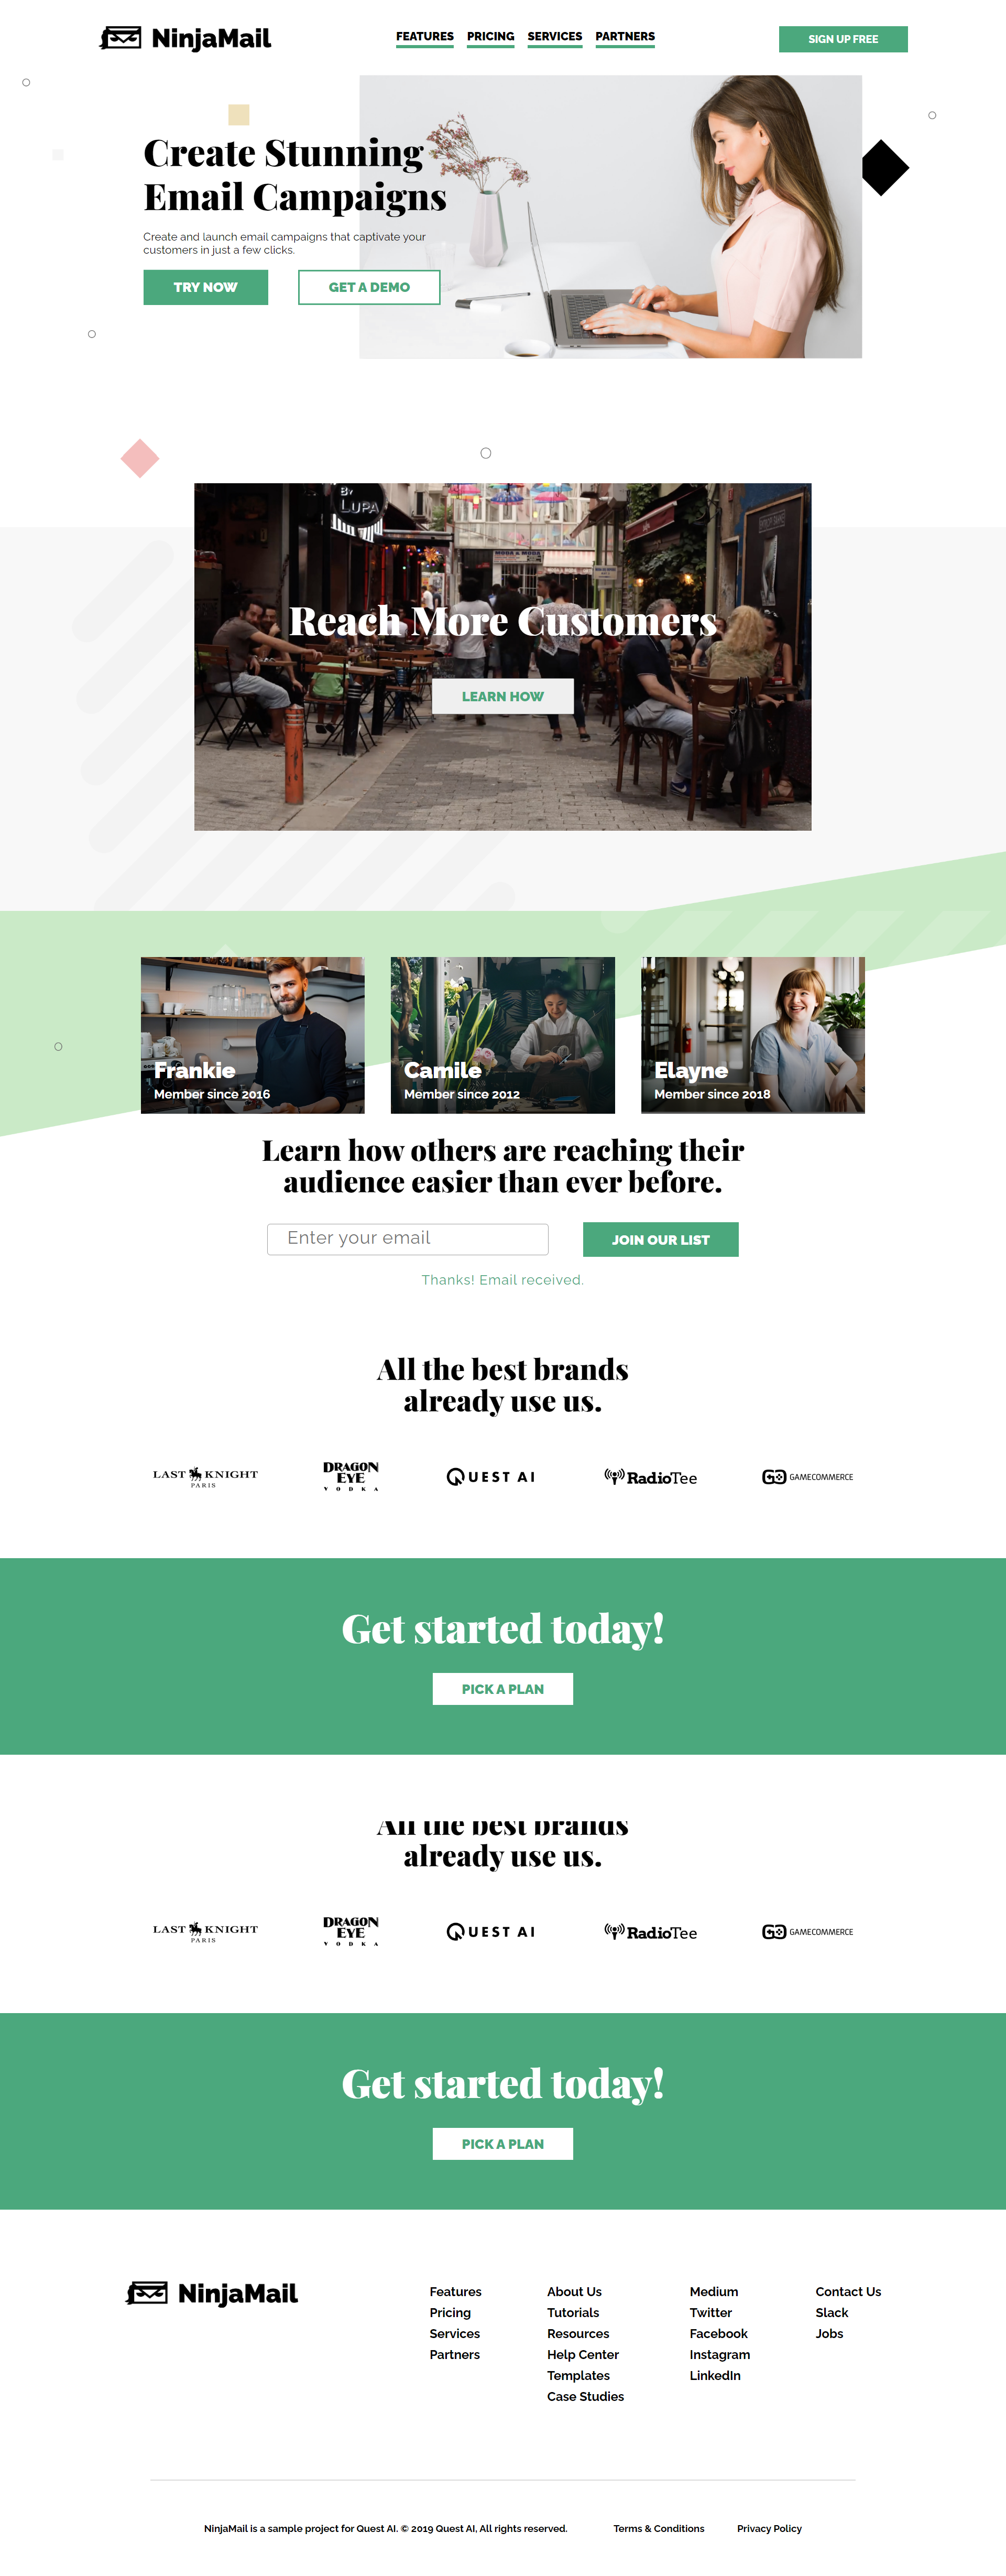 NinjaMail
FEATURES PRICING SERVICES PARTNERS
SIGN UP FREE
Create Stunning
Email Campaigns
Create and launch email campaigns that captivate your
customers in just a few clicks.
TRY NOW
GET A DEMO
BY
LUPA
MODA & MODA
Reach More Customers
LEARN HOW
Frankie
Member since 2016
Camile
Member since 2012
Elayne
Member since 2018
Learn how others are reaching their
audience easier than ever before.
Enter your email
JOIN OUR LIST
Thanks! Email received.
All the best brands
already use us.
LAST KNIGHT
PARIS
DRAGON
EYE
VODKA
QUEST AI
RadioTee
GAMECOMMERCE
Get started today!
PICK A PLAN
All the best brands
already use us.
LAST KNIGHT
PARIS
DRAGON
EYE
VODKA
QUEST AI
RadioTee
GAMECOMMERCE
Get started today!
PICK A PLAN
NinjaMail
Features
Pricing
Services
Partners
About Us
Tutorials
Resources
Help Center
Templates
Case Studies
Medium
Twitter
Facebook
Instagram
LinkedIn
Contact Us
Slack
Jobs
NinjaMail is a sample project for Quest AI. © 2019 Quest AI, All rights reserved.
Terms & Conditions
Privacy Policy